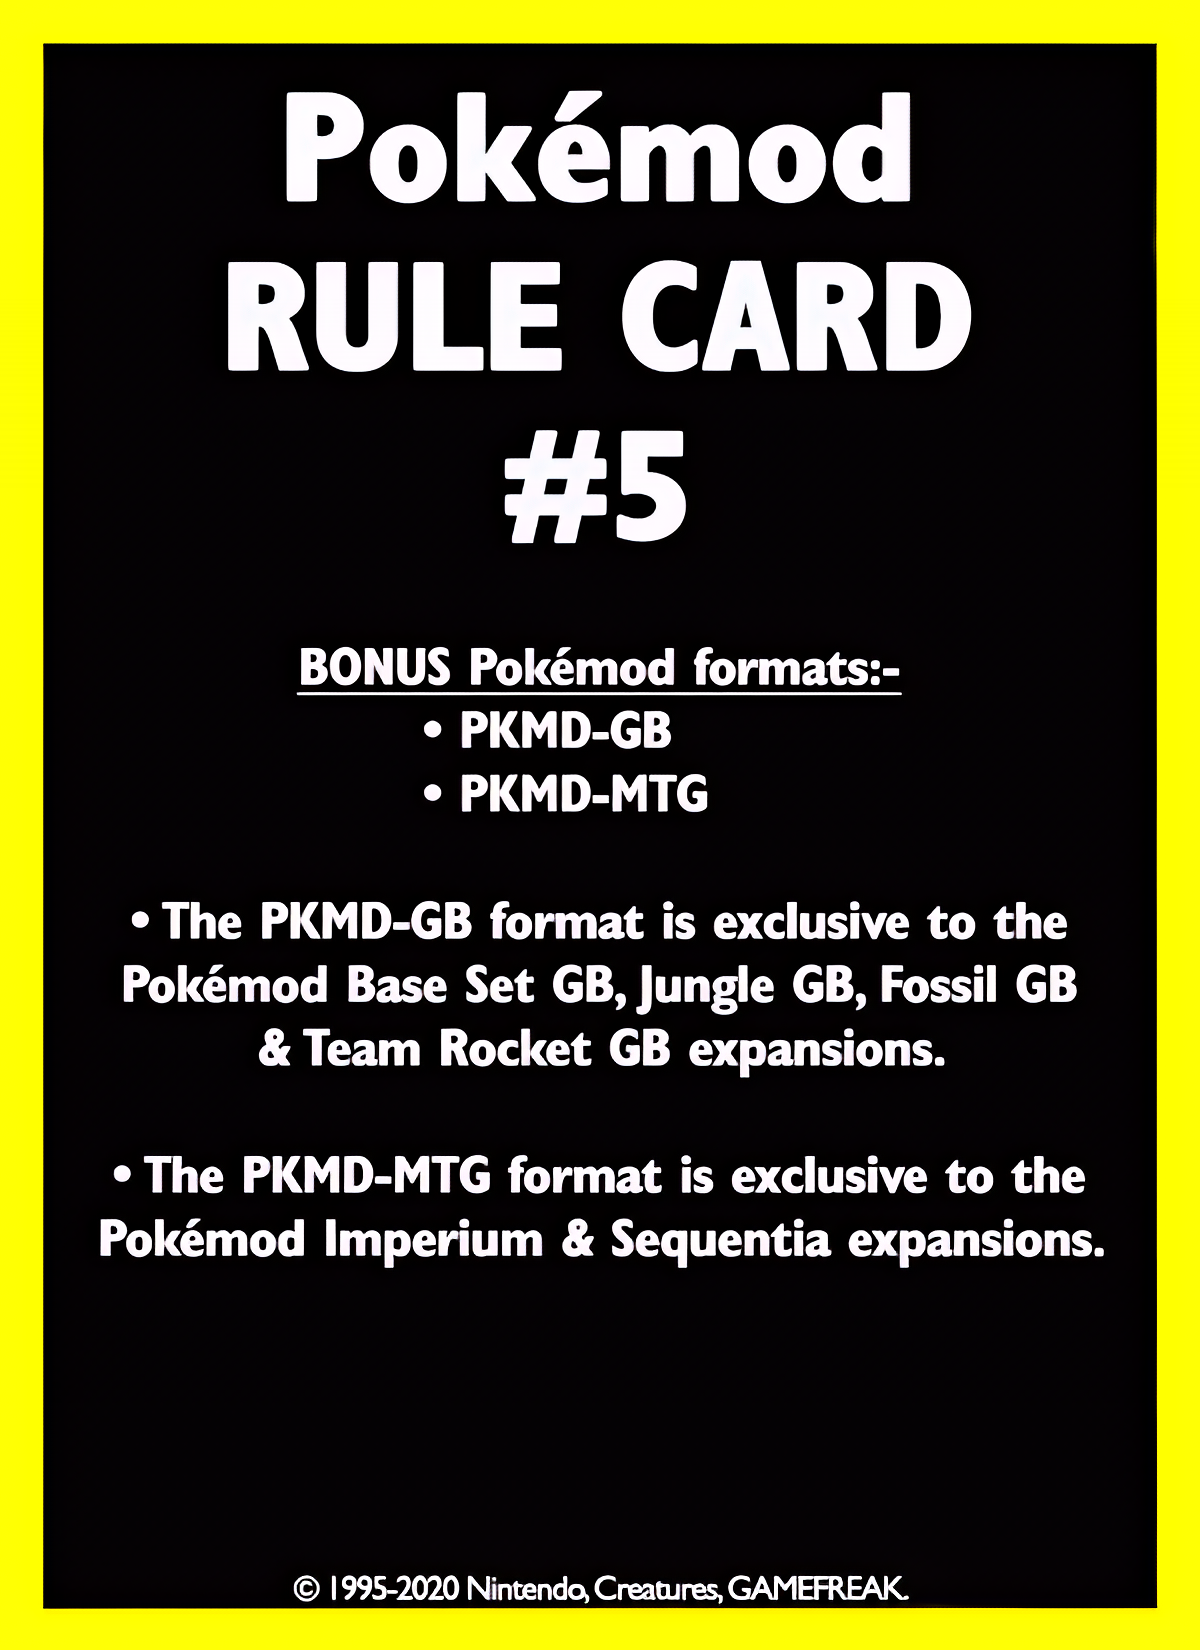 Pokémod
RULE CARD
#5
BONUS Pokémod formats:-
• PKMD-GB
• PKMD-MTG
• The PKMD-GB format is exclusive to the
Pokémod Base Set GB, Jungle GB, Fossil GB
& Team Rocket GB expansions.
• The PKMD-MTG format is exclusive to the
Pokémod Imperium & Sequentia expansions.
© 1995-2020 Nintendo, Creatures, GAMEFREAK.